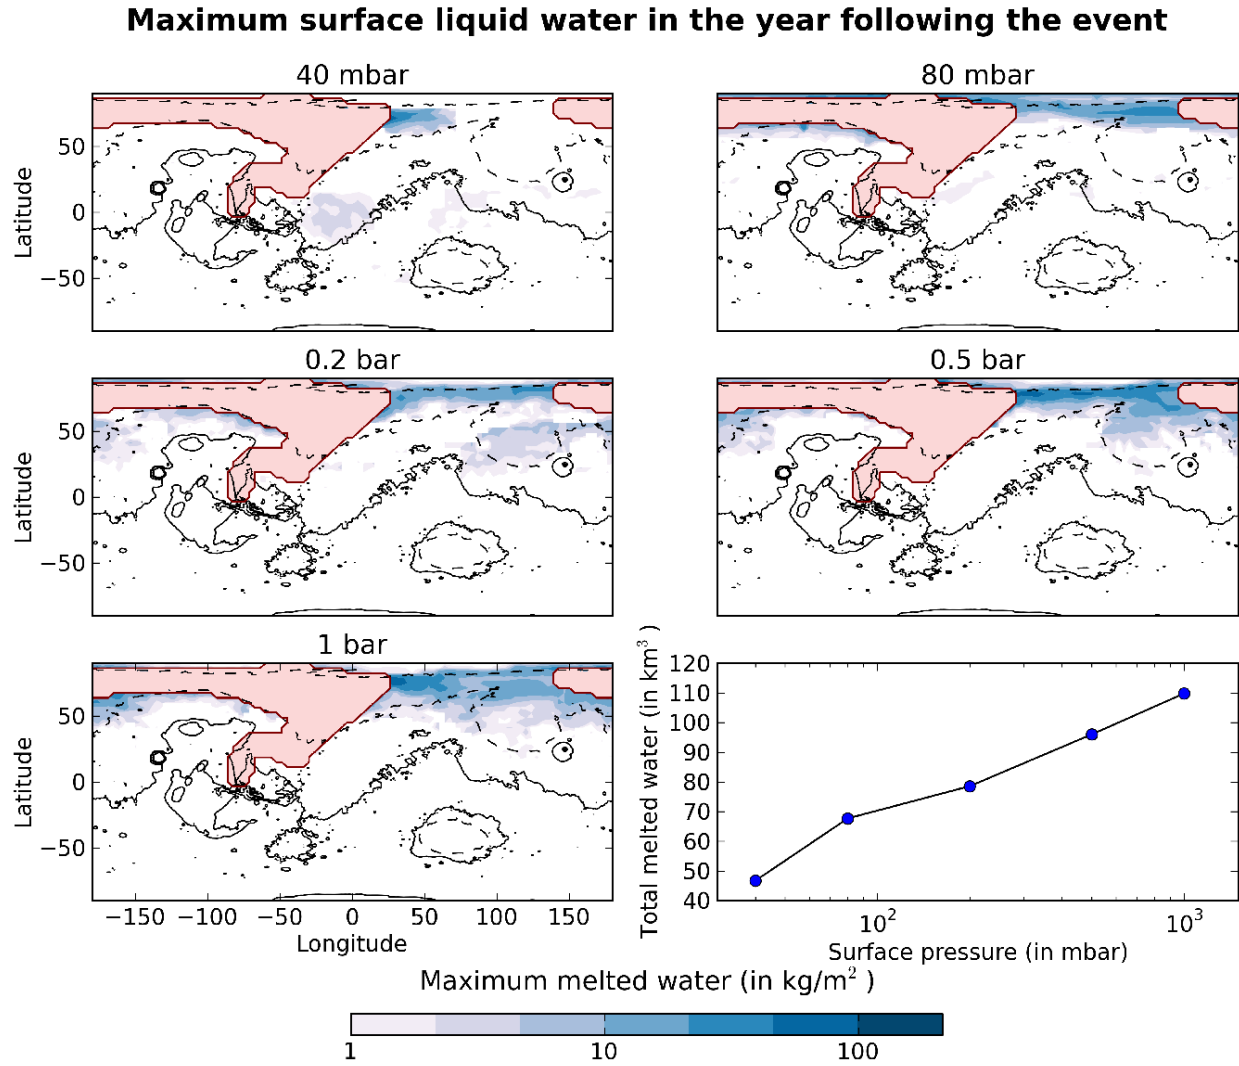 Maximum surface liquid water in the year following the event
40 mbar
80 mbar
Latitude
50
0
−50
0.2 bar
0.5 bar
Latitude
50
0
−50
1 bar
Latitude
50
0
−50
−150 −100 −50 0 50 100 150
Longitude
Total melted water (in km³ )
120
110
100
90
80
70
60
50
40
10² 10³
Surface pressure (in mbar)
Maximum melted water (in kg/m² )
1 10 100